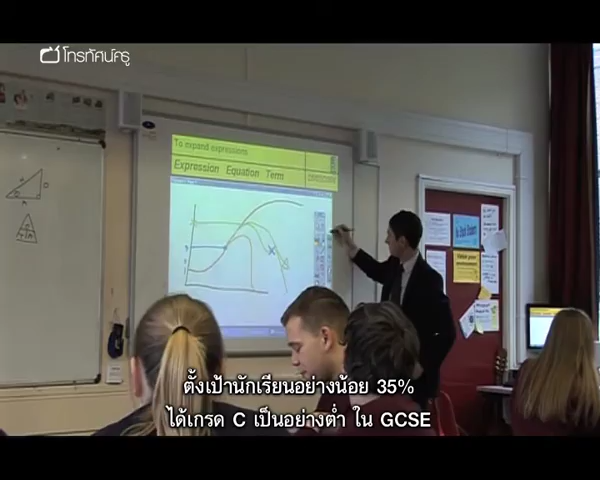 โทรทัศน์ครู
To expand expressions
Expression Equation Term
ตั้งเป้านักเรียนอย่างน้อย 35%
ได้เกรด C เป็นอย่างต่ำ ใน GCSE